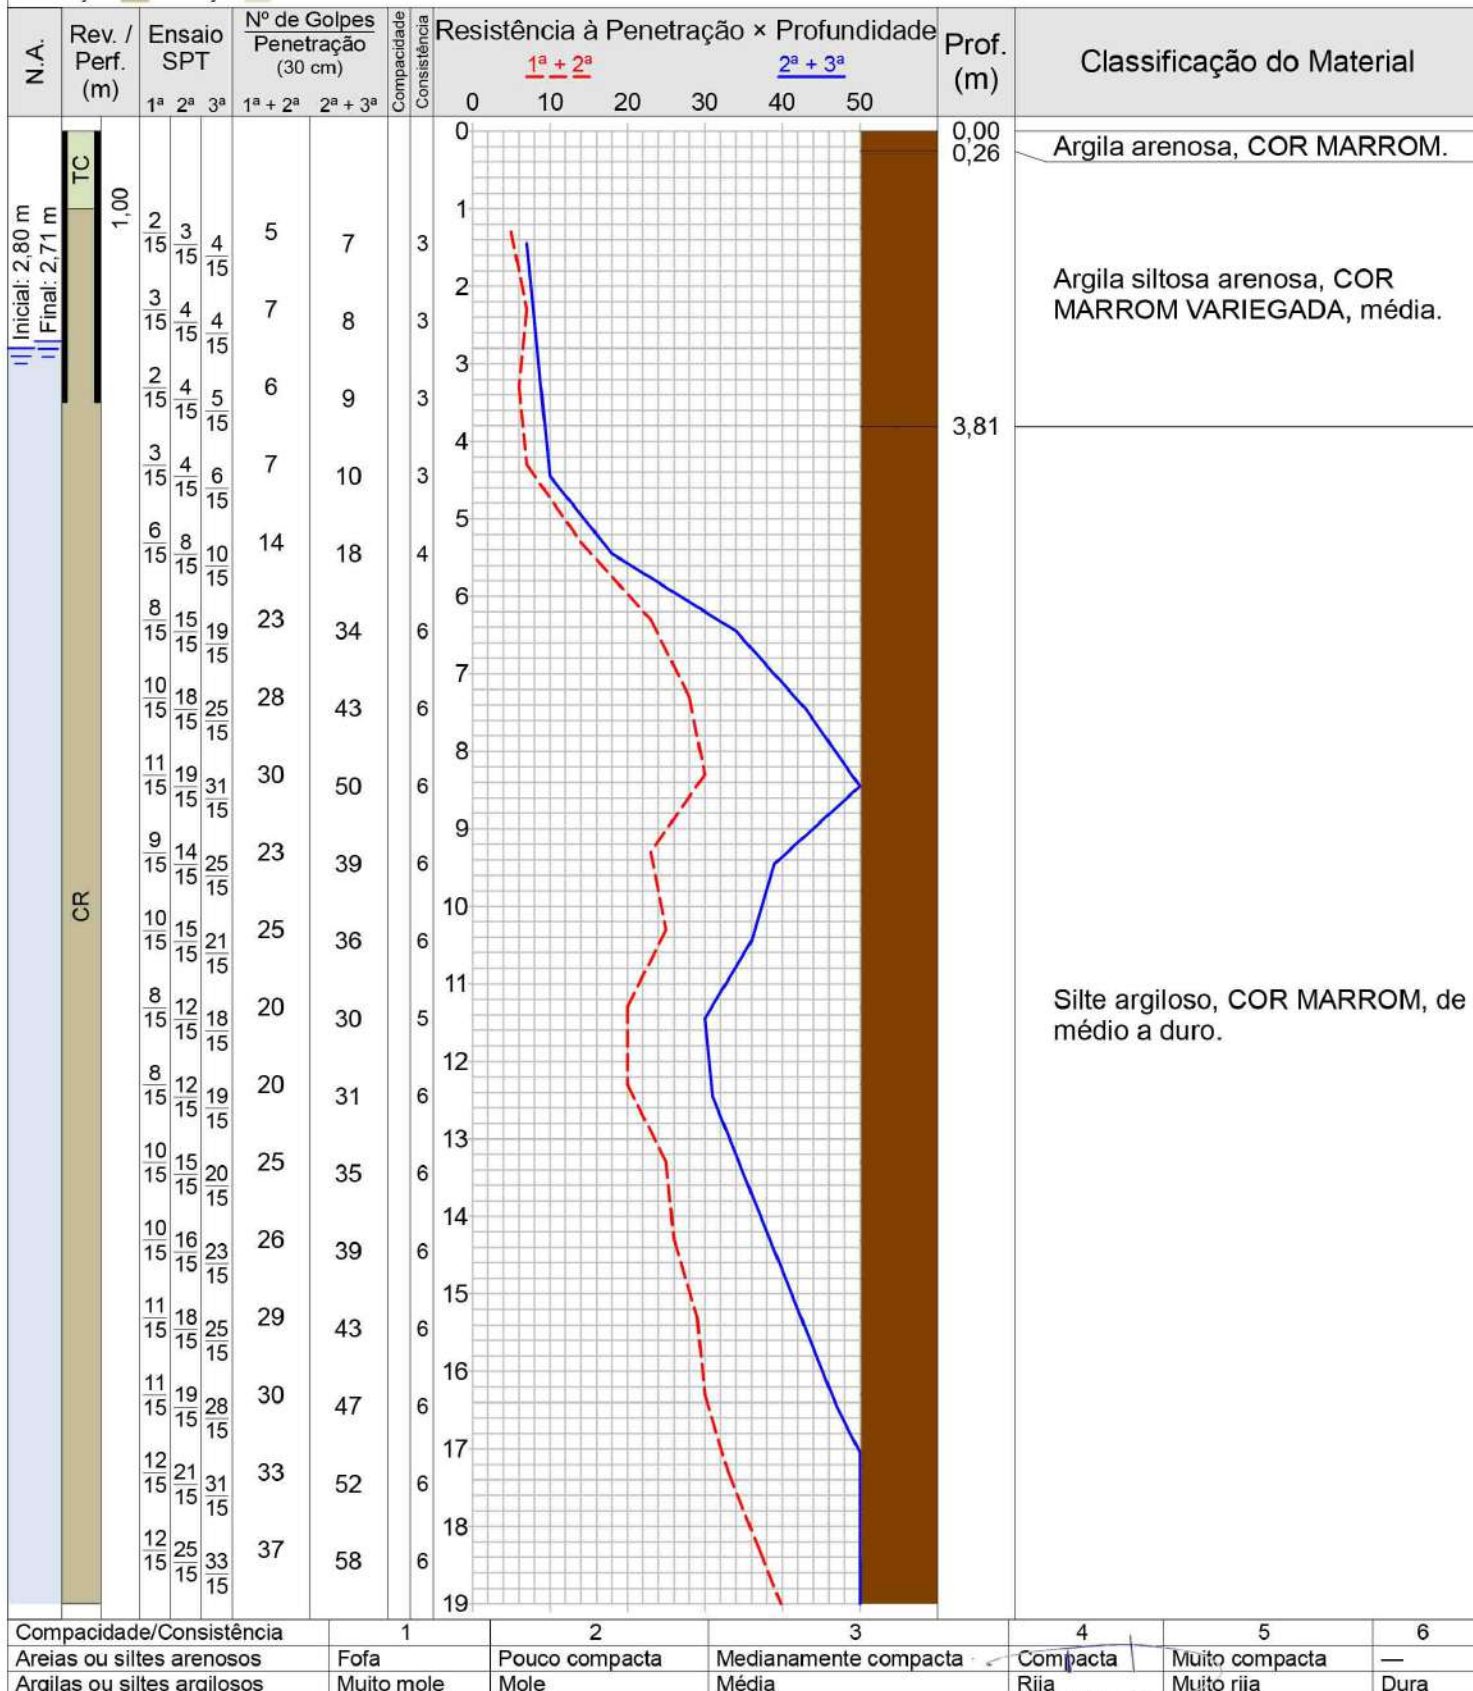 N.A.
Rev. / Perf. (m)
Ensaio SPT
1ª 2ª 3ª
Nº de Golpes
Penetração
(30 cm)
1ª + 2ª 2ª + 3ª
Compacidade
Consistência
Resistência à Penetração × Profundidade
1ª + 2ª 2ª + 3ª
0 10 20 30 40 50
Prof. (m)
Classificação do Material
Inicial: 2,80 m
Final: 2,71 m
TC
1,00
CR
2/15 3/15 4/15 5 7 3
3/15 4/15 4/15 7 8 3
2/15 4/15 5/15 6 9 3
3/15 4/15 6/15 7 10 3
6/15 8/15 10/15 14 18 4
8/15 15/15 19/15 23 34 6
10/15 18/15 25/15 28 43 6
11/15 19/15 31/15 30 50 6
9/15 14/15 25/15 23 39 6
10/15 15/15 21/15 25 36 6
8/15 12/15 18/15 20 30 5
8/15 12/15 19/15 20 31 6
10/15 15/15 20/15 25 35 6
10/15 16/15 23/15 26 39 6
11/15 18/15 25/15 29 43 6
11/15 19/15 28/15 30 47 6
12/15 21/15 31/15 33 52 6
12/15 25/15 33/15 37 58 6
0
1
2
3
4
5
6
7
8
9
10
11
12
13
14
15
16
17
18
19
0,00
0,26
3,81
Argila arenosa, COR MARROM.
Argila siltosa arenosa, COR
MARROM VARIEGADA, média.
Silte argiloso, COR MARROM, de
médio a duro.
Compacidade/Consistência 1 2 3 4 5 6
Areias ou siltes arenosos Fofa Pouco compacta Medianamente compacta Compacta Muito compacta —
Argilas ou siltes argilosos Muito mole Mole Média Rija Muito rija Dura